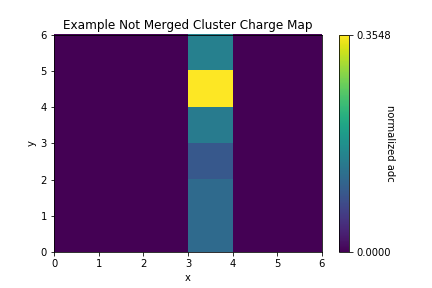 Example Not Merged Cluster Charge Map
6
5
4
3
2
1
0
y
0 1 2 3 4 5 6
x
0.3548
0.0000
normalized adc